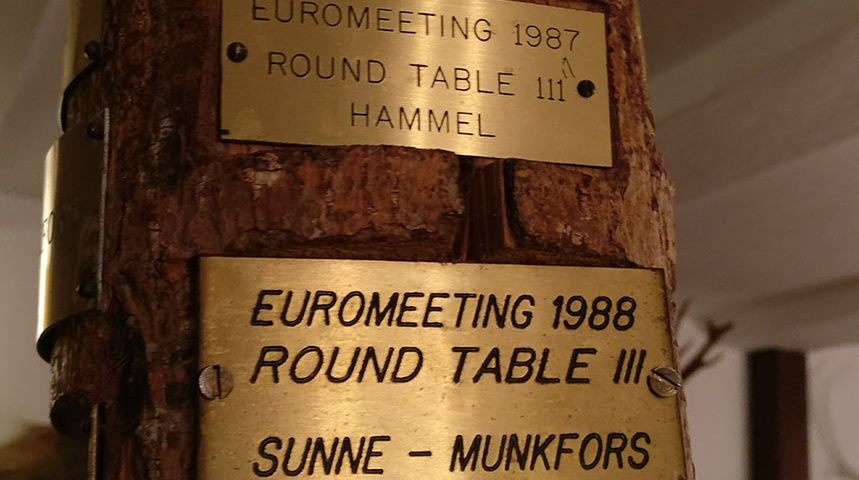 EUROMEETING 1987
ROUND TABLE 111
HAMMEL
EUROMEETING 1988
ROUND TABLE III
SUNNE - MUNKFORS